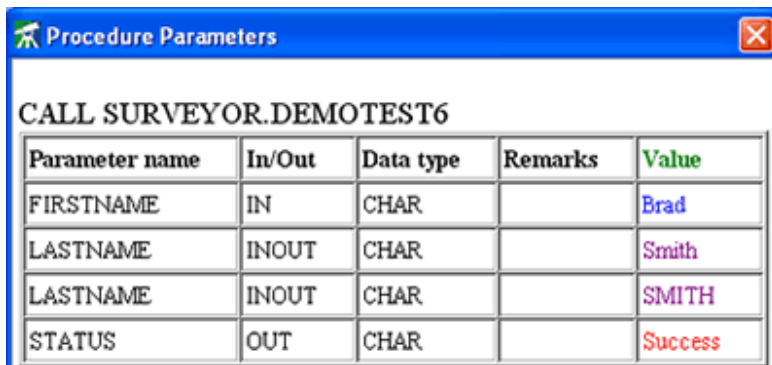 Procedure Parameters
CALL SURVEYOR.DEMOTEST6
Parameter name In/Out Data type Remarks Value
FIRSTNAME IN CHAR Brad
LASTNAME INOUT CHAR Smith
LASTNAME INOUT CHAR SMITH
STATUS OUT CHAR Success